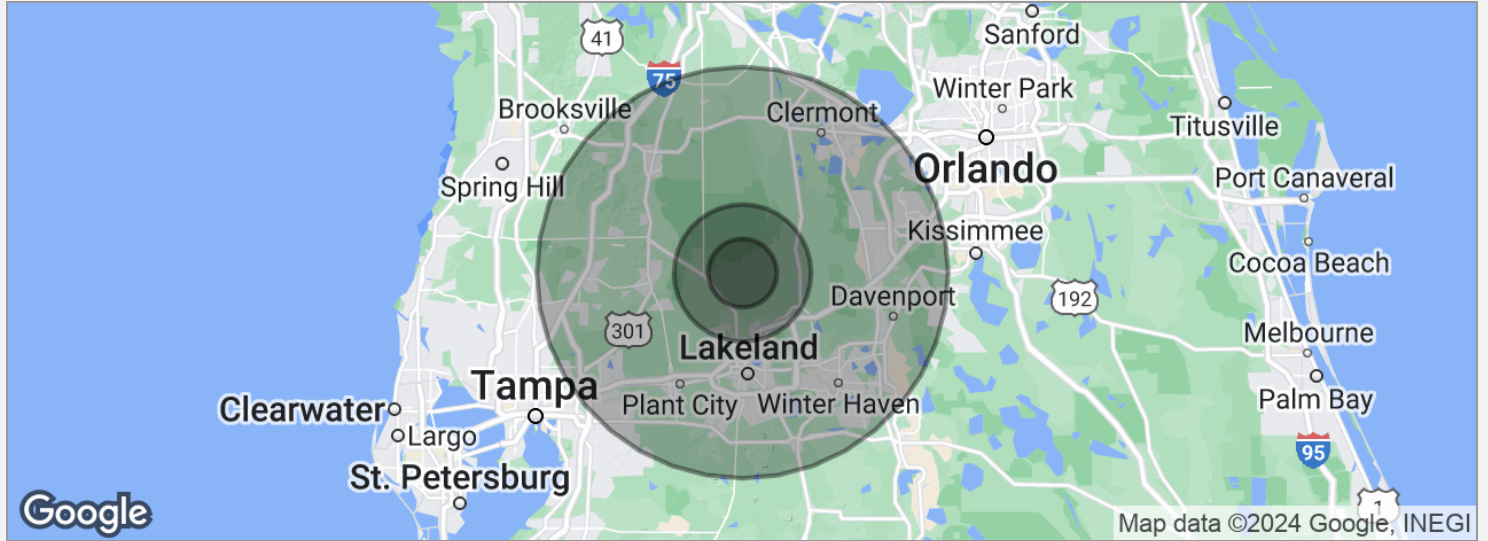 Sanford
41
75
Winter Park
Brooksville
Clermont
Titusville
Orlando
Spring Hill
Port Canaveral
Kissimmee
Cocoa Beach
Davenport
192
301
Melbourne
Lakeland
Tampa
Clearwater
Plant City
Winter Haven
Palm Bay
Largo
95
St. Petersburg
1
Google
Map data ©2024 Google, INEGI